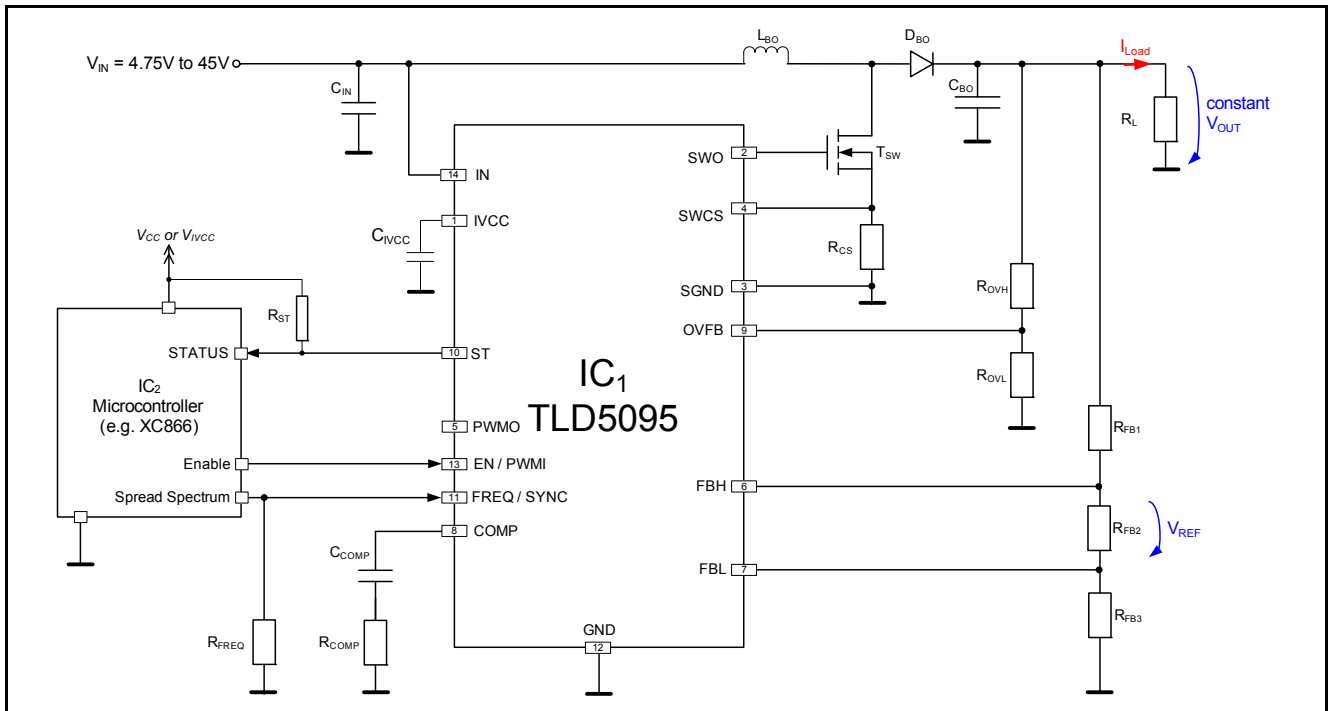 V_IN = 4.75V to 45V
C_IN
L_BO
D_BO
C_BO
I_Load
R_L
constant
V_OUT
14 IN
1 IVCC
C_IVCC
SWO 2
T_SW
SWCS 4
R_CS
SGND 3
OVFB 9
R_OVH
R_OVL
V_CC or V_IVCC
R_ST
STATUS
10 ST
IC_2
Microcontroller
(e.g. XC866)
IC_1
TLD5095
5 PWMO
Enable
13 EN / PWMI
Spread Spectrum
11 FREQ / SYNC
8 COMP
C_COMP
R_COMP
R_FREQ
GND
12
FBH 6
FBL 7
R_FB1
R_FB2
V_REF
R_FB3